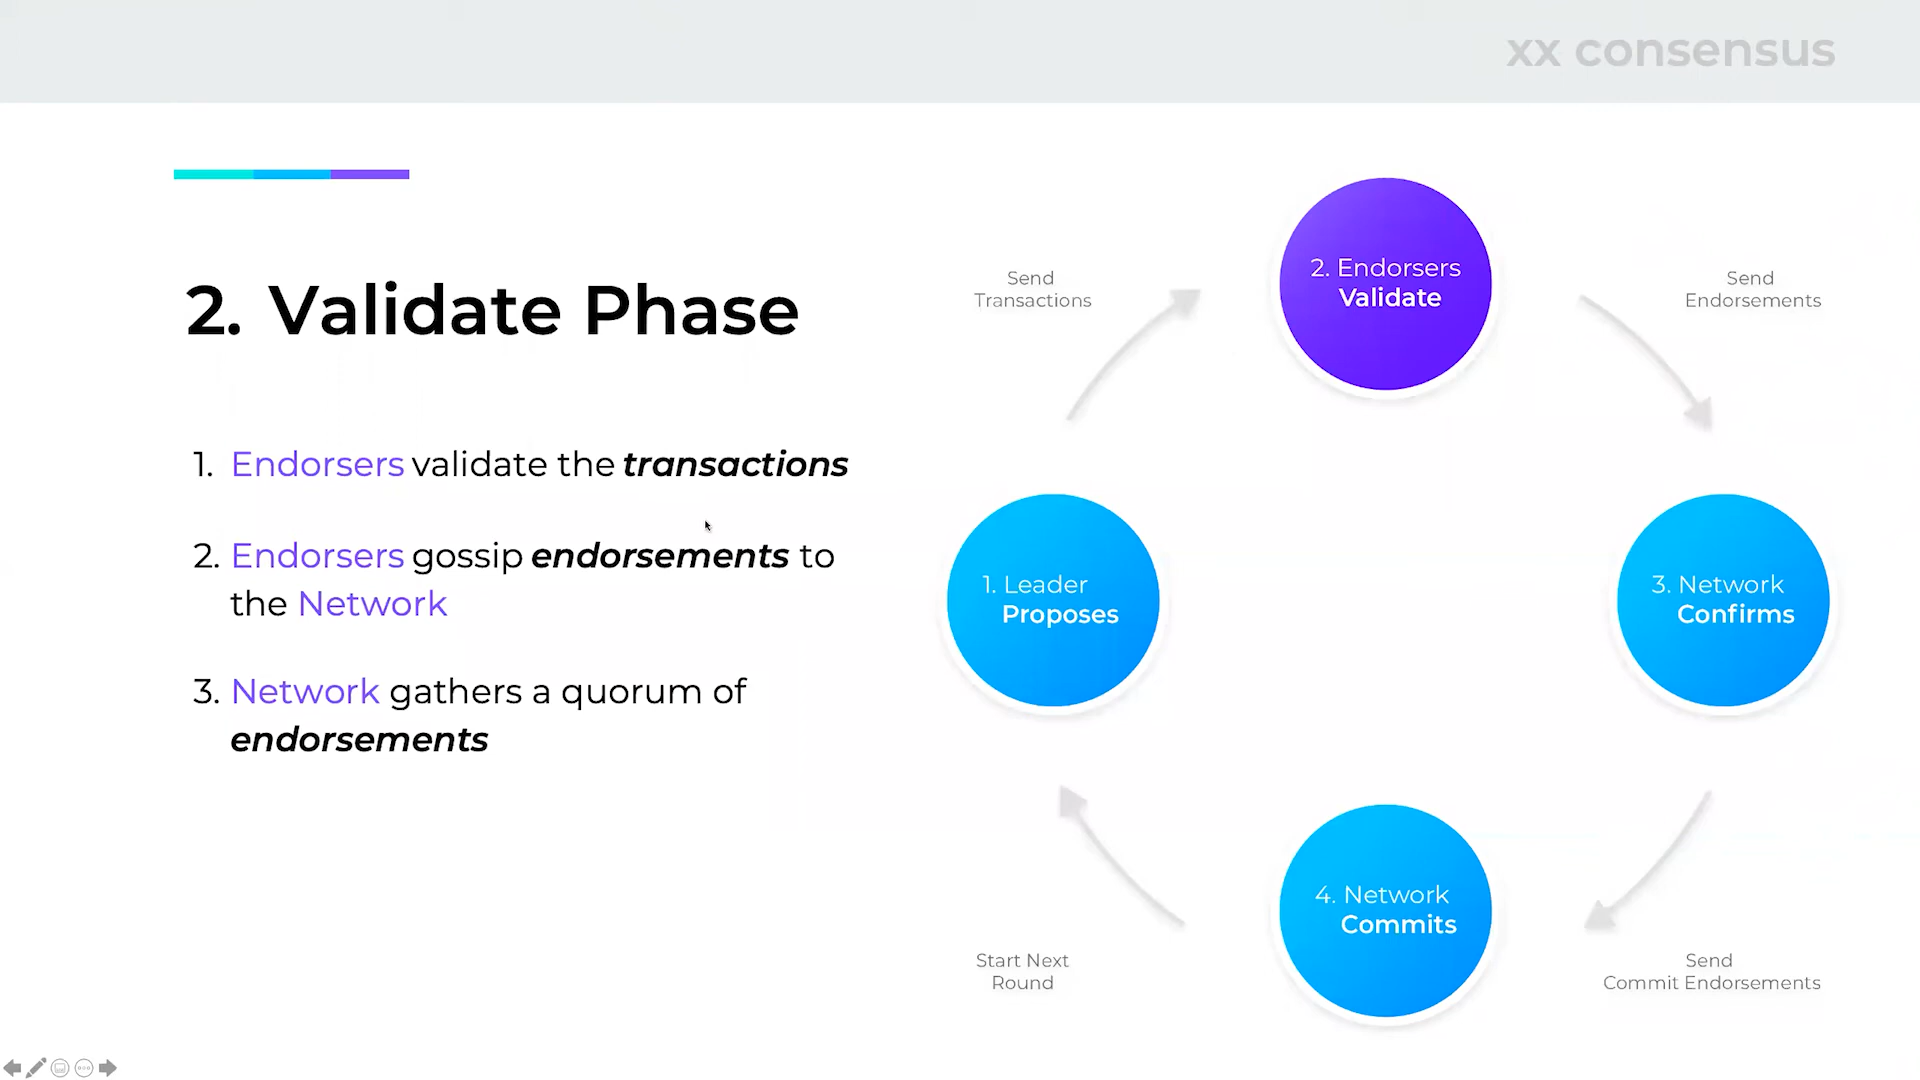 xx consensus
2. Validate Phase
1. Endorsers validate the transactions
2. Endorsers gossip endorsements to
the Network
3. Network gathers a quorum of
endorsements
Send
Transactions
2. Endorsers
Validate
Send
Endorsements
1. Leader
Proposes
3. Network
Confirms
4. Network
Commits
Start Next
Round
Send
Commit Endorsements